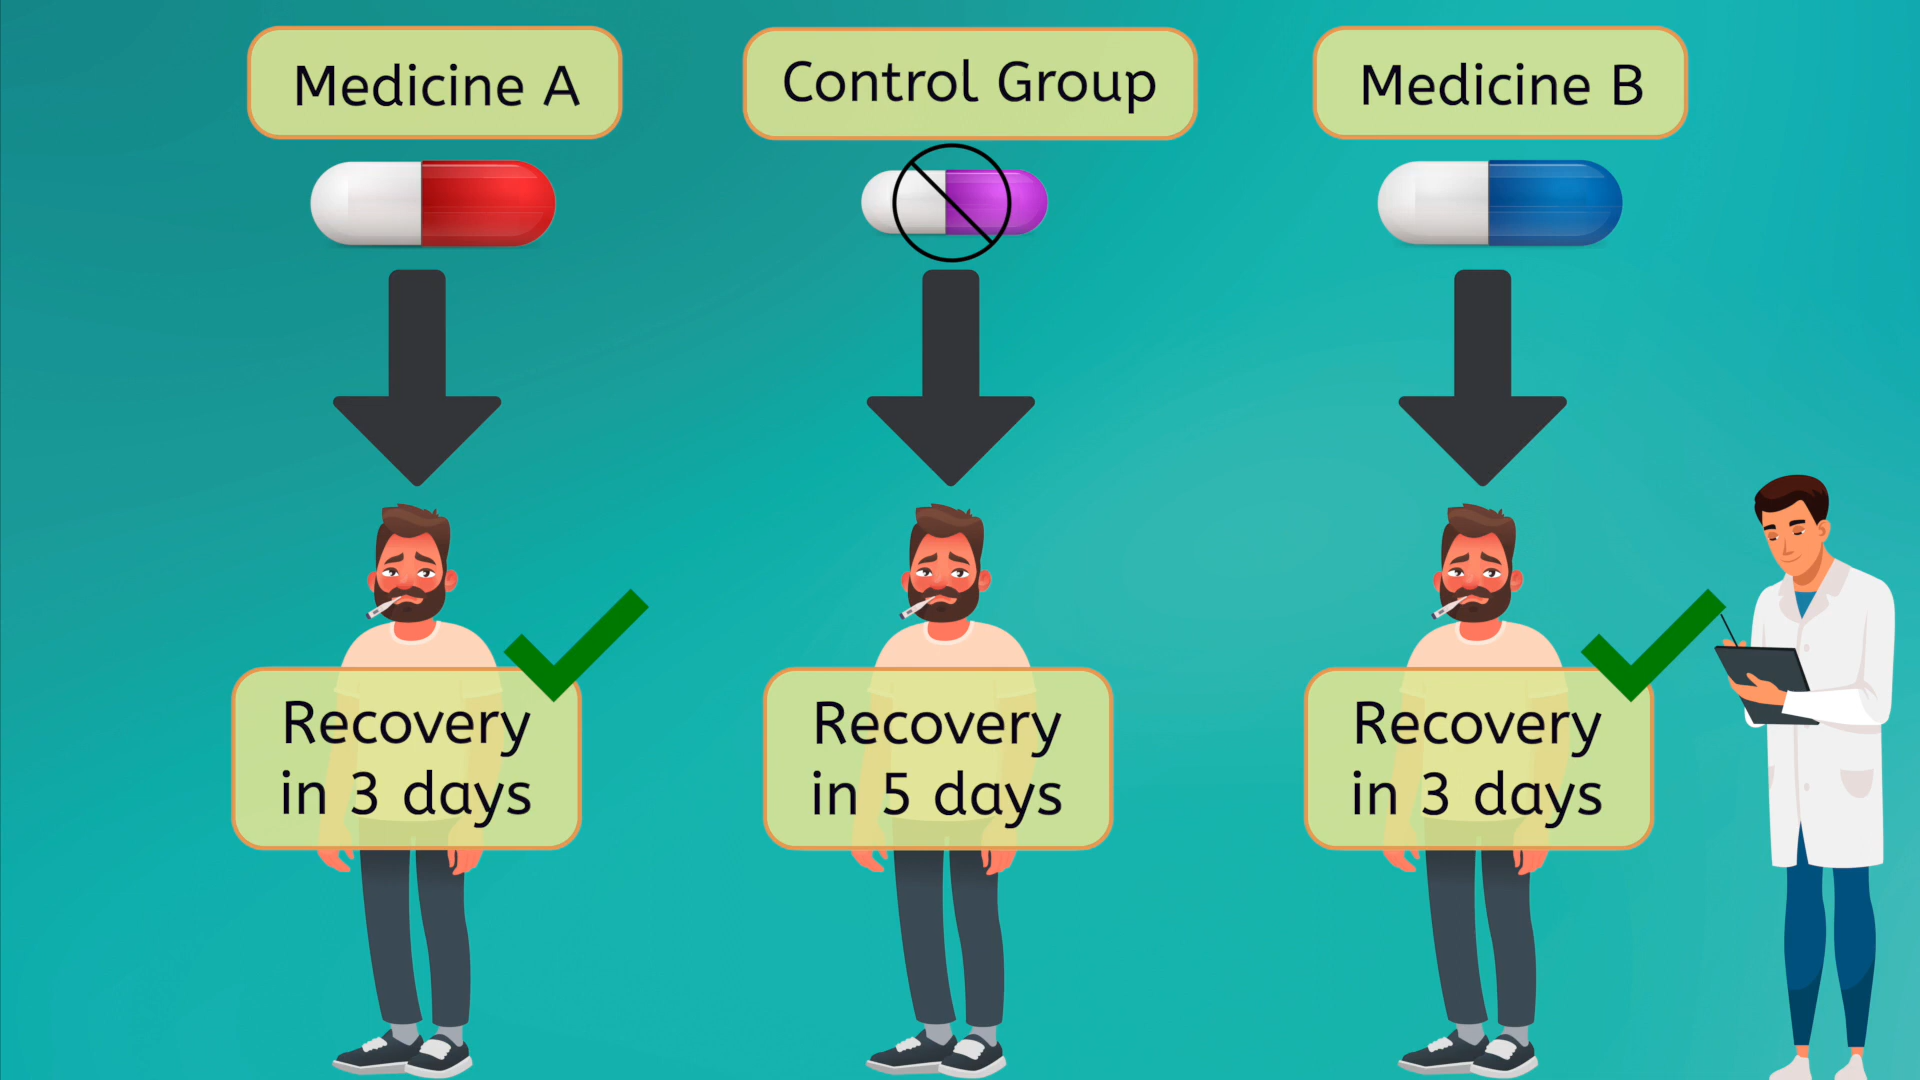 Medicine A
Control Group
Medicine B
Recovery
in 3 days
Recovery
in 5 days
Recovery
in 3 days